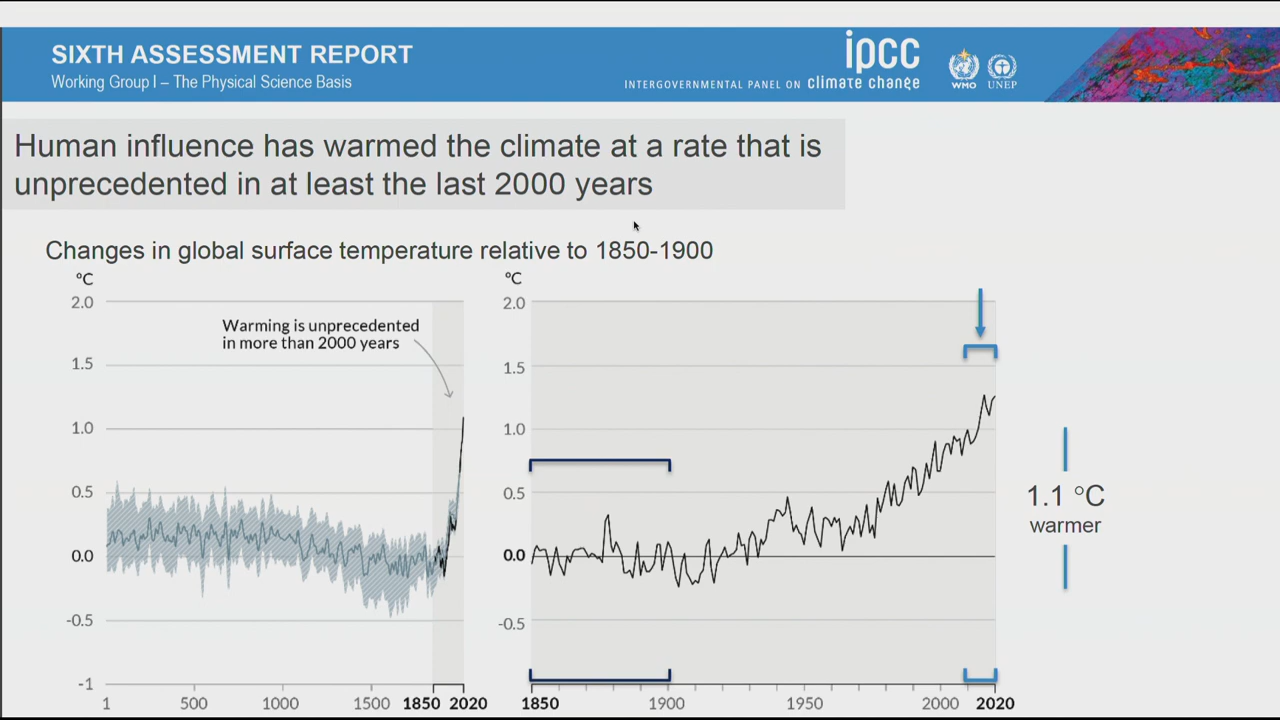 SIXTH ASSESSMENT REPORT
Working Group I – The Physical Science Basis
ipcc
INTERGOVERNMENTAL PANEL ON climate change
WMO
UNEP
Human influence has warmed the climate at a rate that is
unprecedented in at least the last 2000 years
Changes in global surface temperature relative to 1850-1900
°C
2.0
1.5
1.0
0.5
0.0
-0.5
-1
Warming is unprecedented
in more than 2000 years
1 500 1000 1500 1850 2020
°C
2.0
1.5
1.0
0.5
0.0
-0.5
1850 1900 1950 2000 2020
1.1 °C
warmer